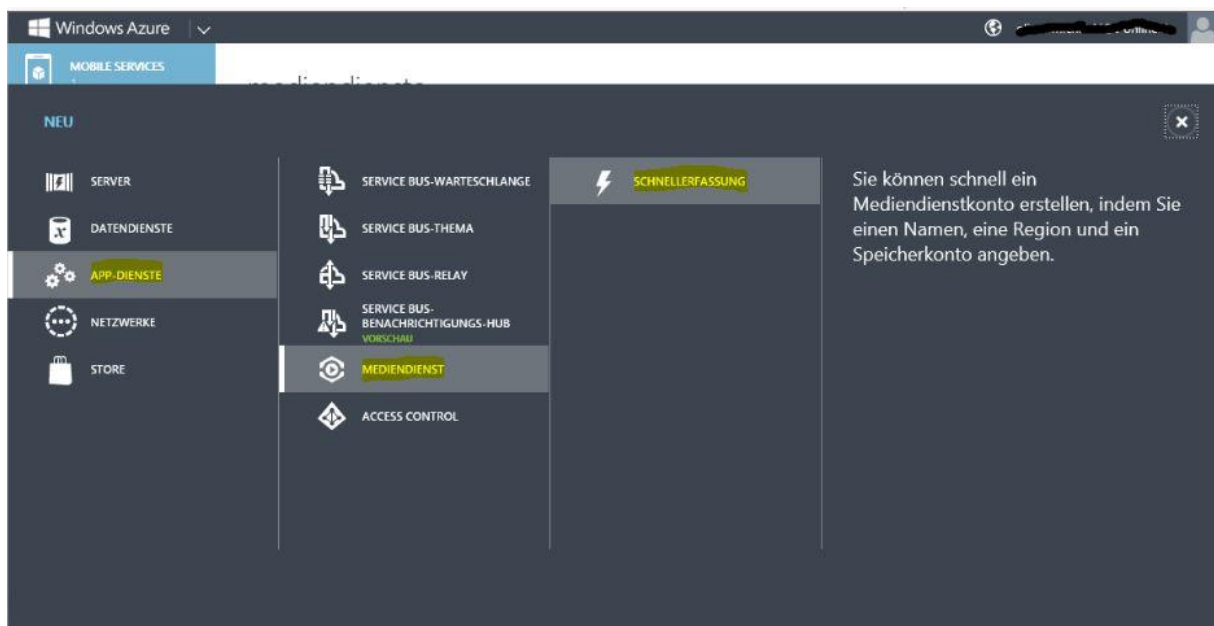 Windows Azure
MOBILE SERVICES
mediendienste
NEU
SERVER
DATENDIENSTE
APP-DIENSTE
NETZWERKE
STORE
SERVICE BUS-WARTESCHLANGE
SERVICE BUS-THEMA
SERVICE BUS-RELAY
SERVICE BUS-
BENACHRICHTIGUNGS-HUB
VORSCHAU
MEDIENDIENST
ACCESS CONTROL
SCHNELLERFASSUNG
Sie können schnell ein
Mediendienstkonto erstellen, indem Sie
einen Namen, eine Region und ein
Speicherkonto angeben.